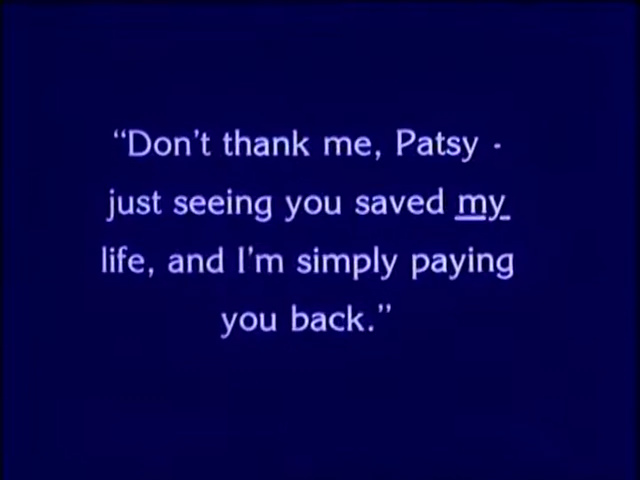 “Don't thank me, Patsy -
just seeing you saved my
life, and I'm simply paying
you back.”